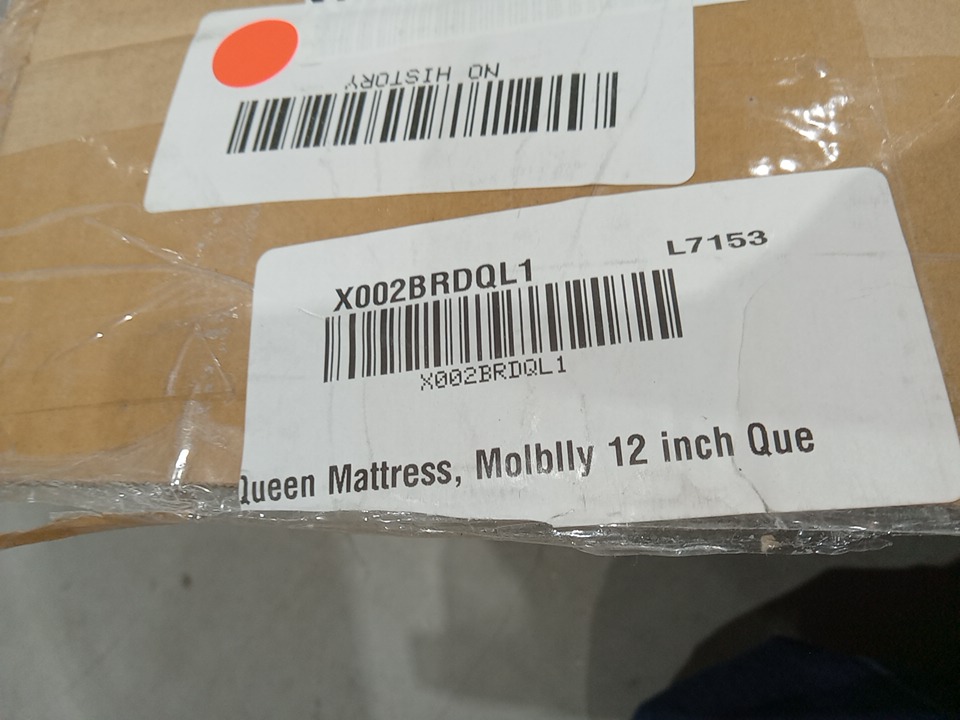 NO HISTORY
X002BRDQL1
L7153
X002BRDQL1
Queen Mattress, Molblly 12 inch Que